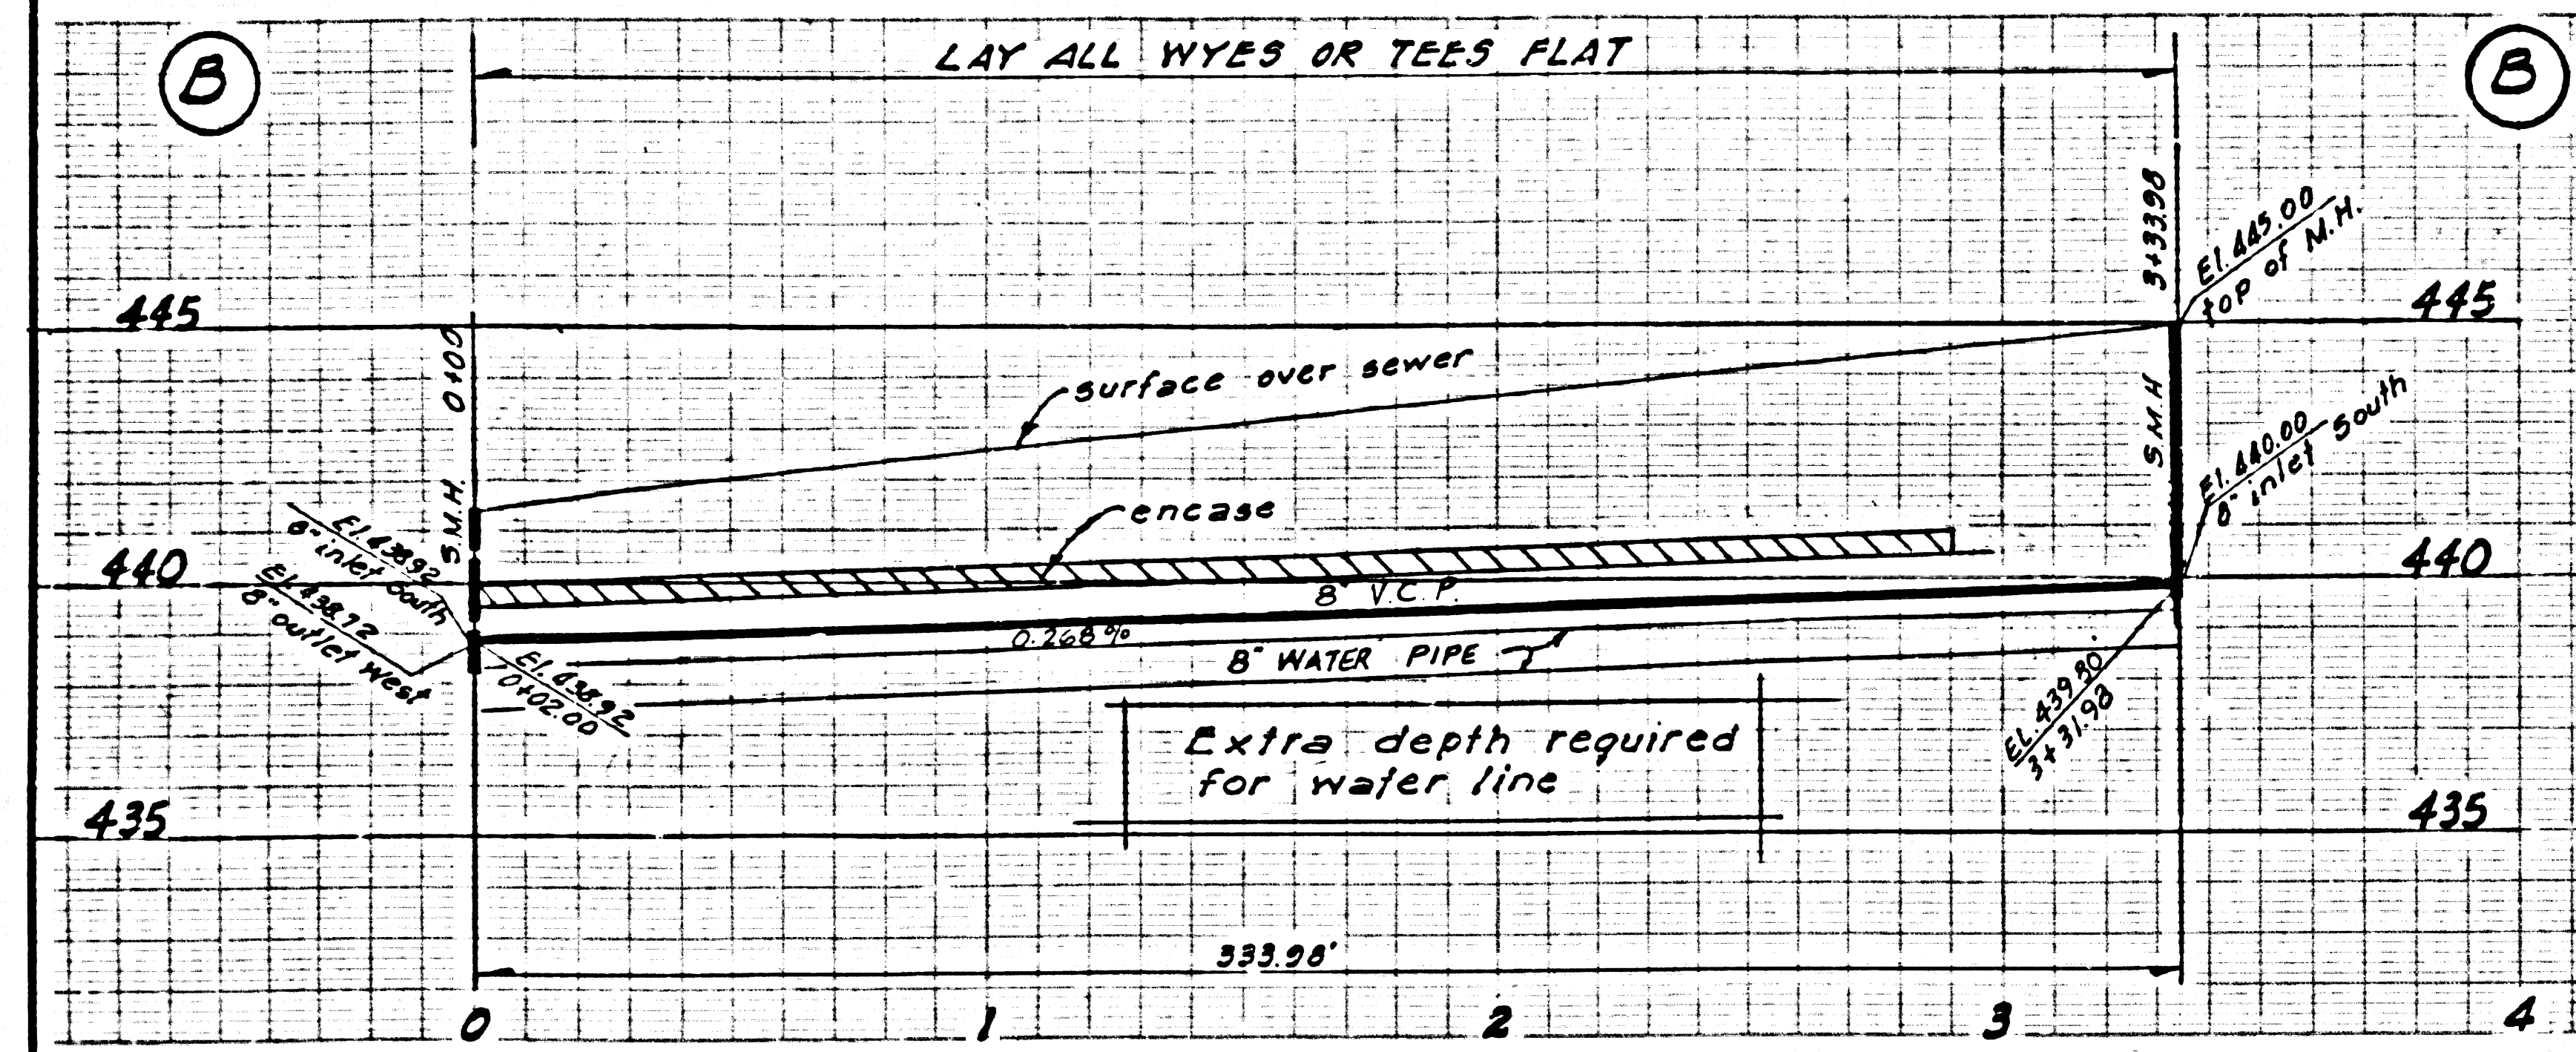 B
LAY ALL WYES OR TEES FLAT
B
3+33.98
El. 445.00
top of M.H.
445
445
S.M.H. 0+00
surface over sewer
S.M.H
El. 440.00
8" inlet south
encase
440
440
El. 438.92
8" inlet South
El. 438.72
8" outlet west
8" V.C.P.
0.268%
8" WATER PIPE
El. 438.92
0+02.00
EL. 439.80
3+31.98
Extra depth required
for water line
435
435
333.98'
0 1 2 3 4